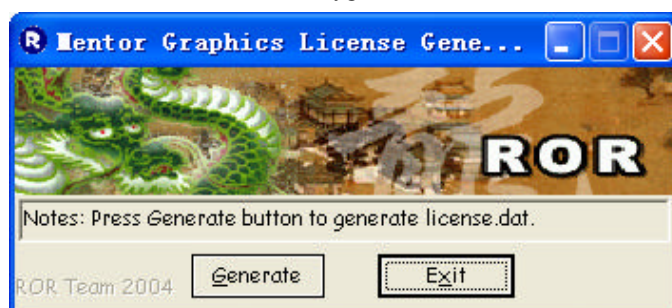 R Mentor Graphics License Gene...
ROR
Notes: Press Generate button to generate license.dat.
ROR Team 2004
Generate
Exit